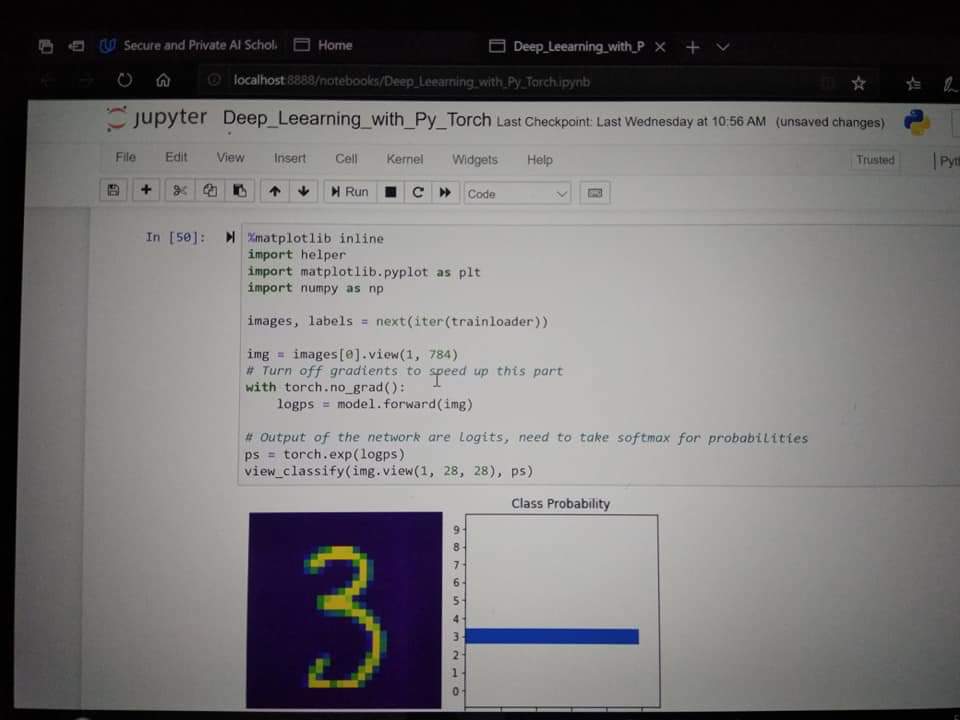 Secure and Private AI Schol
Home
Deep_Leearning_with_P
localhost:8888/notebooks/Deep_Leearning_with_Py_Torch.ipynb
jupyter Deep_Leearning_with_Py_Torch Last Checkpoint: Last Wednesday at 10:56 AM (unsaved changes)
File Edit View Insert Cell Kernel Widgets Help Trusted Pyt
Run Code
In [50]:
%matplotlib inline
import helper
import matplotlib.pyplot as plt
import numpy as np
images, labels = next(iter(trainloader))
img = images[0].view(1, 784)
# Turn off gradients to speed up this part
with torch.no_grad():
logps = model.forward(img)
# Output of the network are logits, need to take softmax for probabilities
ps = torch.exp(logps)
view_classify(img.view(1, 28, 28), ps)
Class Probability
3
9
8
7
6
5
4
3
2
1
0